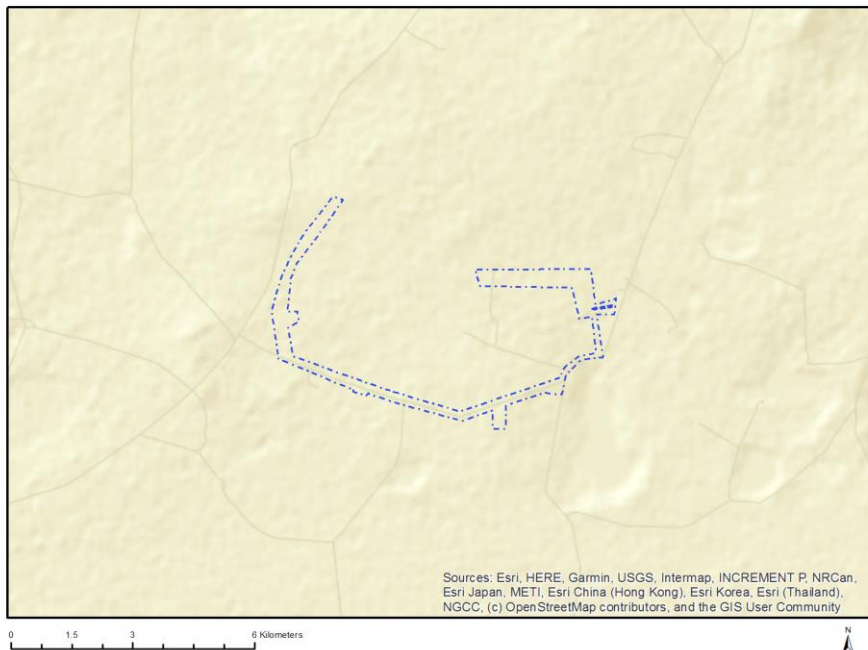 Sources: Esri, HERE, Garmin, USGS, Intermap, INCREMENT P, NRCan,
Esri Japan, METI, Esri China (Hong Kong), Esri Korea, Esri (Thailand),
NGCC, (c) OpenStreetMap contributors, and the GIS User Community
0 1.5 3 6 Kilometers
N